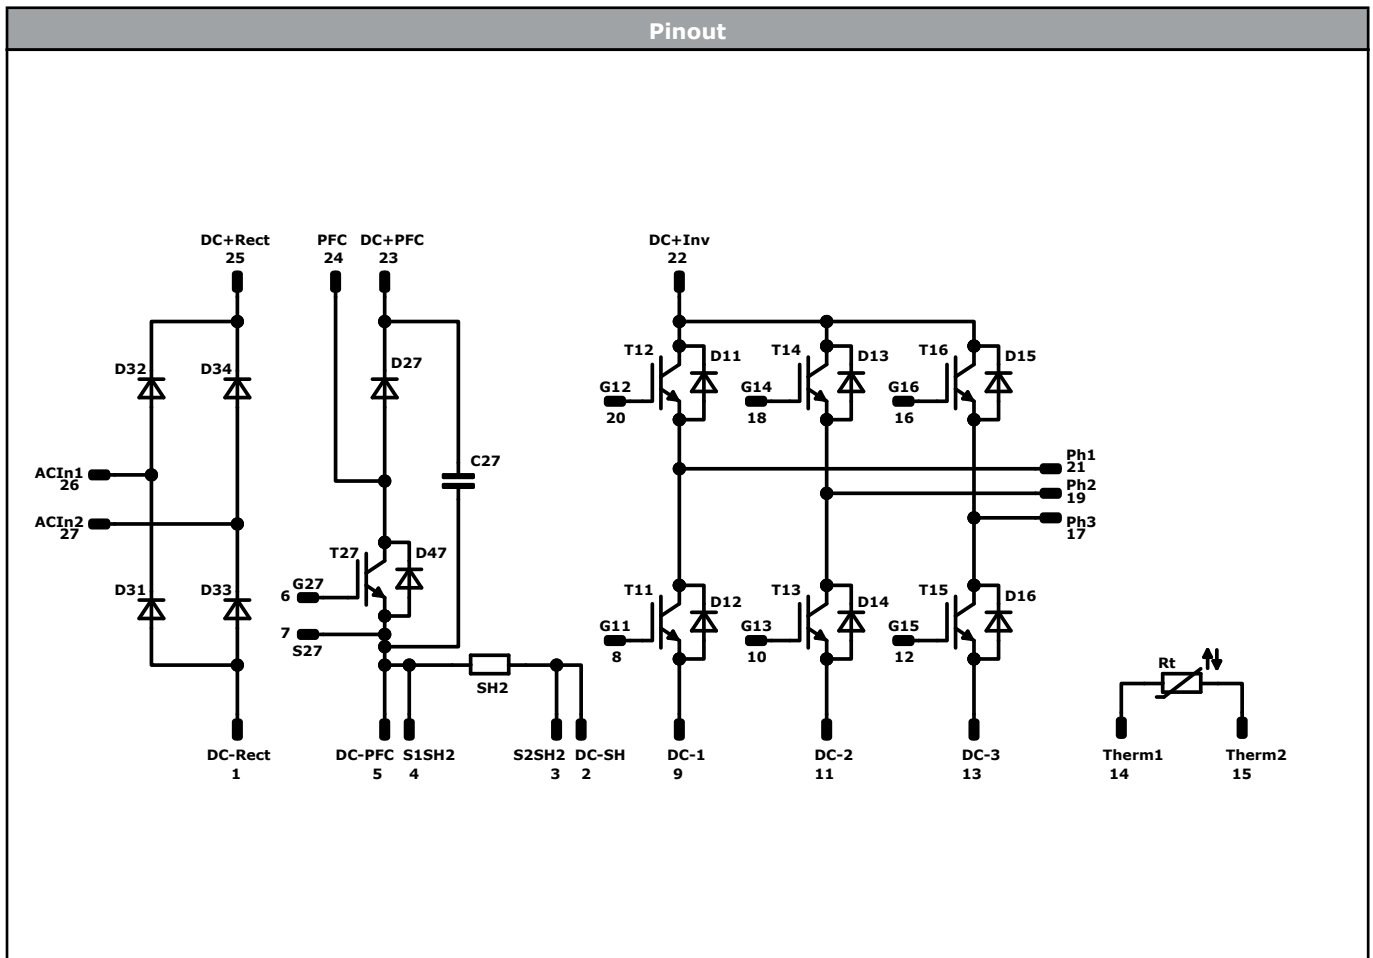 Pinout
DC+Rect PFC DC+PFC DC+Inv
25 24 23 22
T12 D11 T14 D13 T16 D15
D32 D34 D27
G12 G14 G16
20 18 16
C27
Ph1
21
ACIn1
26
Ph2
19
ACIn2
27
Ph3
17
T27 D47
D31 D33 G27
6
T11 D12 T13 D14 T15 D16
G11 G13 G15
8 10 12
7
S27
Rt
SH2
DC-Rect DC-PFC S1SH2 S2SH2 DC-SH DC-1 DC-2 DC-3 Therm1 Therm2
1 5 4 3 2 9 11 13 14 15